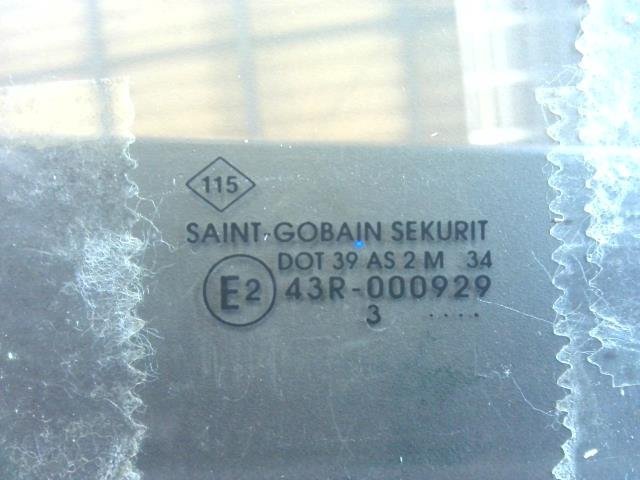 115
SAINT-GOBAIN SEKURIT
DOT 39 AS 2 M 34
E2 43R-000929
3 ....